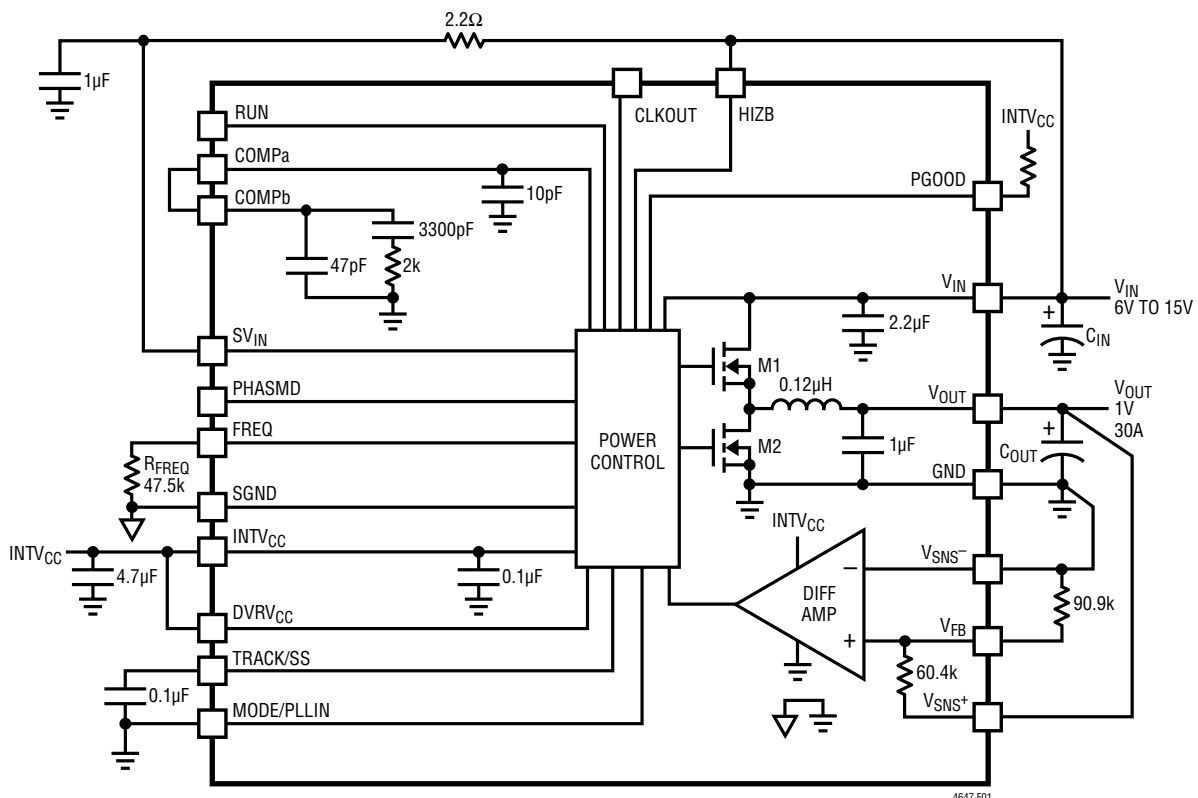 2.2Ω
1µF
CLKOUT
HIZB
INTVCC
RUN
COMPa
10pF
PGOOD
COMPb
3300pF
47pF
2k
VIN
VIN
6V TO 15V
2.2µF
CIN
SVIN
M1
0.12µH
PHASMD
VOUT
VOUT
1V
30A
FREQ
POWER
CONTROL
M2
1µF
COUT
RFREQ
47.5k
GND
SGND
INTVCC
INTVCC
INTVCC
VSNS–
4.7µF
0.1µF
–
DIFF
AMP
90.9k
DVRVCC
VFB
+
TRACK/SS
60.4k
0.1µF
MODE/PLLIN
VSNS+
4647 F01